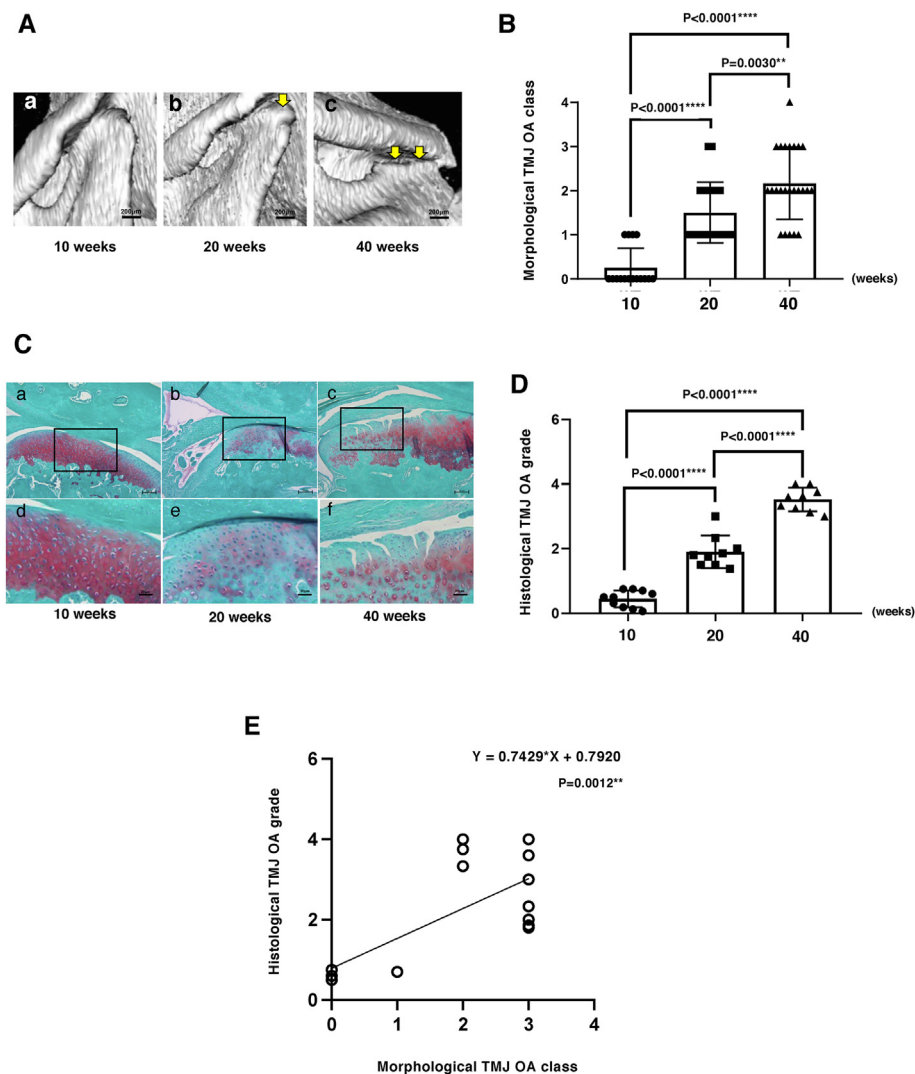 A
a
b
c
200μm
200μm
200μm
10 weeks
20 weeks
40 weeks
B
P<0.0001****
P=0.0030**
P<0.0001****
Morphological TMJ OA class
4
3
2
1
0
10
20
40
(weeks)
C
a
b
c
d
e
f
10 weeks
20 weeks
40 weeks
D
P<0.0001****
P<0.0001****
P<0.0001****
Histological TMJ OA grade
6
4
2
0
10
20
40
(weeks)
E
Y = 0.7429*X + 0.7920
P=0.0012**
Histological TMJ OA grade
6
4
2
0
0
1
2
3
4
Morphological TMJ OA class